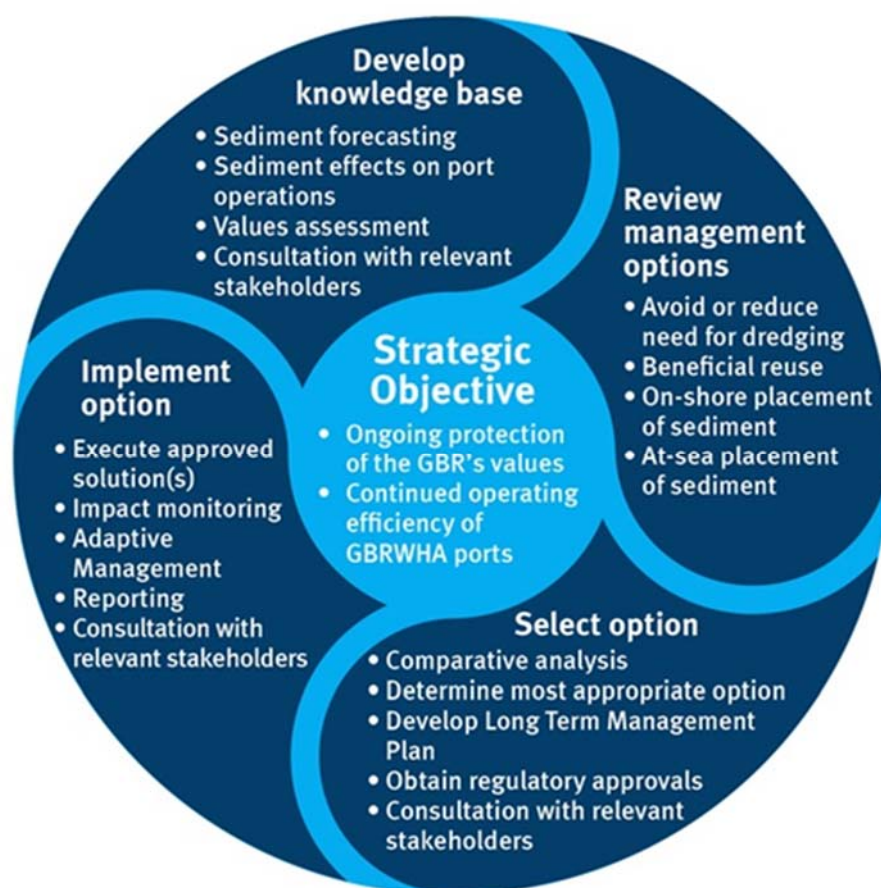 Develop
knowledge base
• Sediment forecasting
• Sediment effects on port
operations
• Values assessment
• Consultation with relevant
stakeholders
Review
management
options
• Avoid or reduce
need for dredging
• Beneficial reuse
• On-shore placement
of sediment
• At-sea placement
of sediment
Strategic
Objective
• Ongoing protection
of the GBR's values
• Continued operating
efficiency of
GBRWHA ports
Select option
• Comparative analysis
• Determine most appropriate option
• Develop Long Term Management
Plan
• Obtain regulatory approvals
• Consultation with relevant
stakeholders
Implement
option
• Execute approved
solution(s)
• Impact monitoring
• Adaptive
Management
• Reporting
• Consultation with
relevant stakeholders